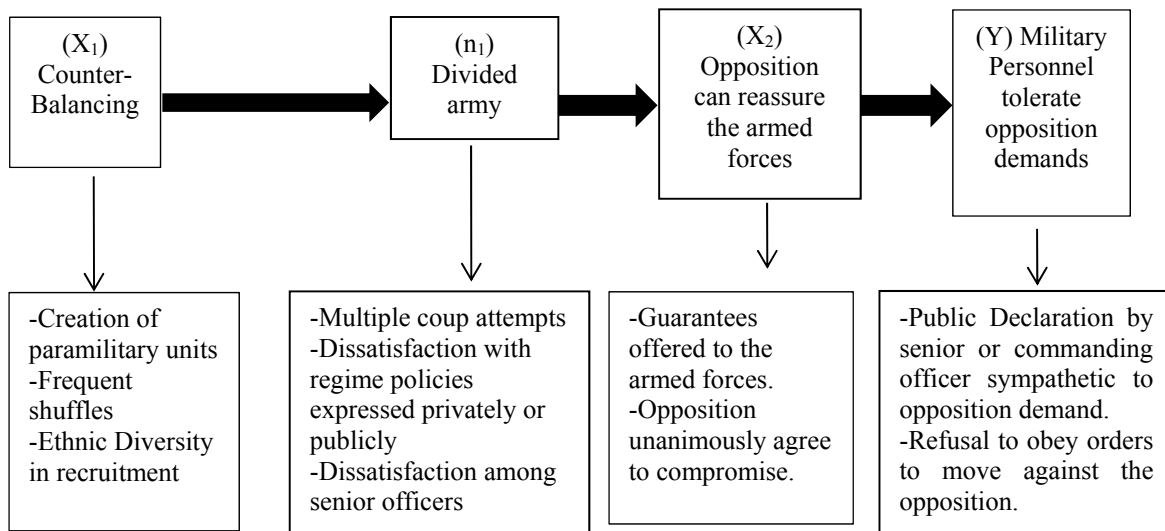 (X₁)
Counter-
Balancing
(n₁)
Divided
army
(X₂)
Opposition
can reassure
the armed
forces
(Y) Military
Personnel
tolerate
opposition
demands
-Creation of
paramilitary units
-Frequent
shuffles
-Ethnic Diversity
in recruitment
-Multiple coup attempts
-Dissatisfaction with
regime policies
expressed privately or
publicly
-Dissatisfaction among
senior officers
-Guarantees
offered to the
armed forces.
-Opposition
unanimously agree
to compromise.
-Public Declaration by
senior or commanding
officer sympathetic to
opposition demand.
-Refusal to obey orders
to move against the
opposition.